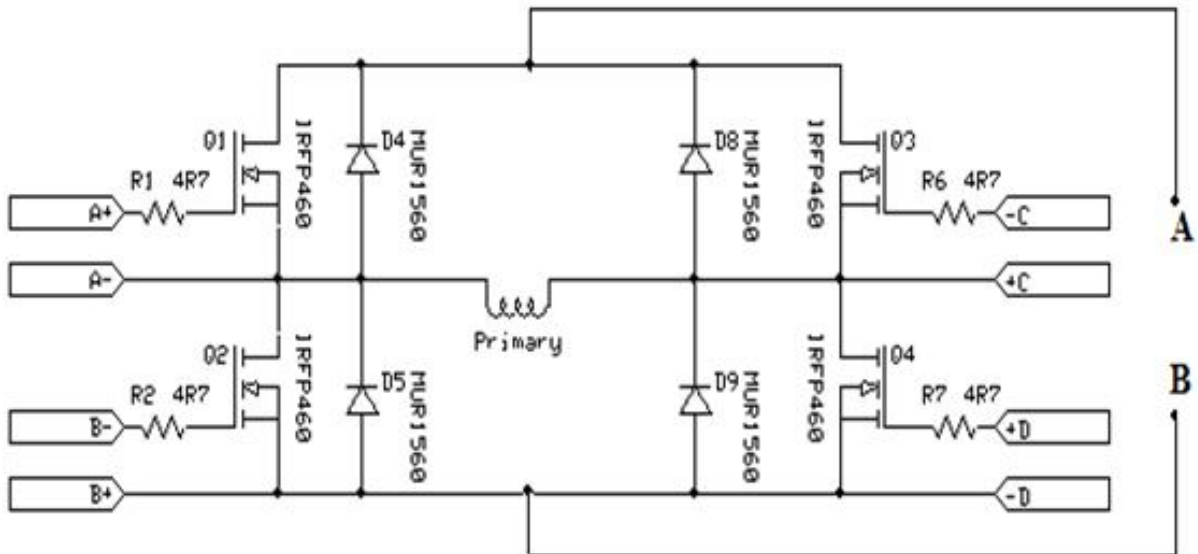 Q1
IRFP460
D4
MUR1560
D8
MUR1560
IRFP460
Q3
R1 4R7
R6 4R7
A+
-C
A
A-
+C
Primary
Q2
IRFP460
D5
MUR1560
D9
MUR1560
IRFP460
Q4
R2 4R7
R7 4R7
B
B-
+D
B+
-D